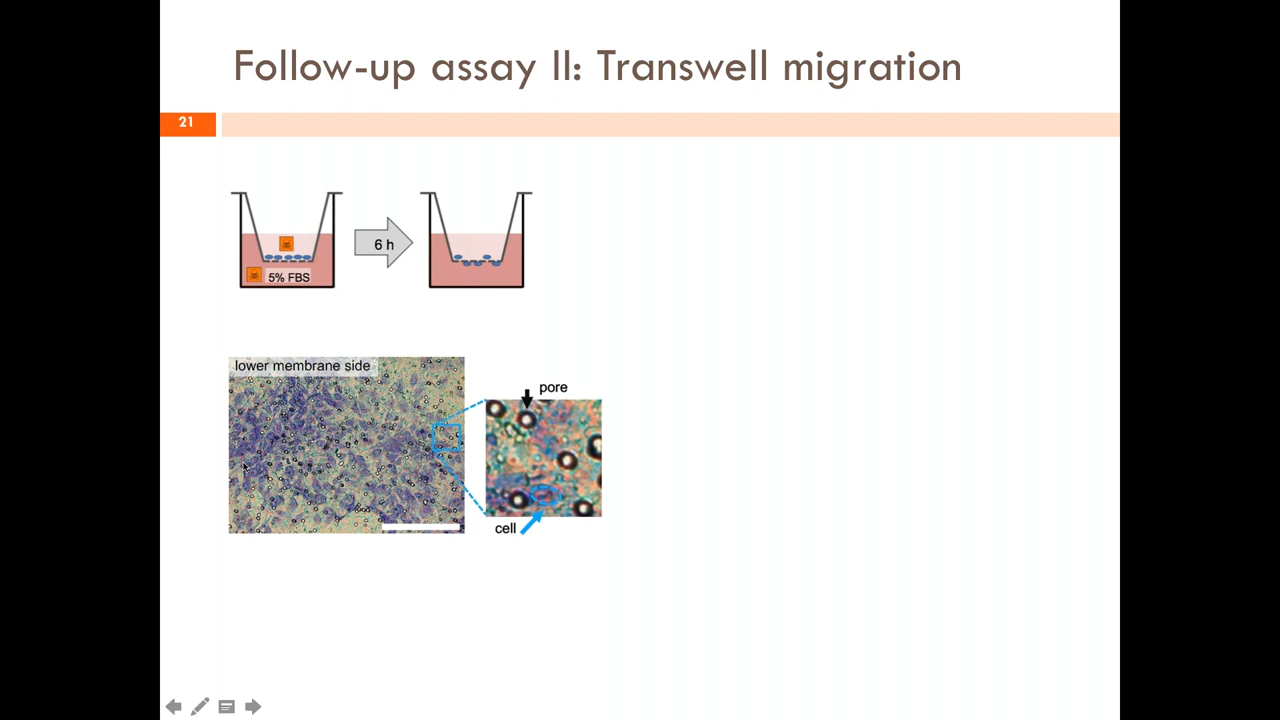 Follow-up assay II: Transwell migration
21
6 h
5% FBS
lower membrane side
pore
cell